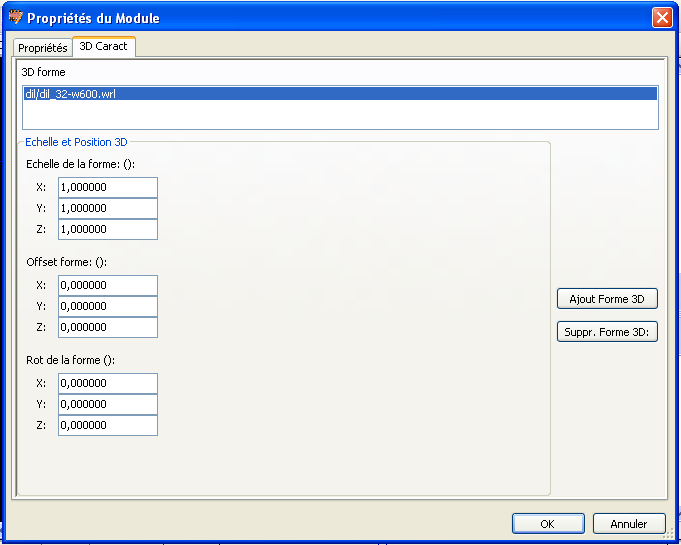 Propriétés du Module
Propriétés
3D Caract
3D forme
dil/dil_32-w600.wrl
Echelle et Position 3D
Echelle de la forme: ():
X: 1,000000
Y: 1,000000
Z: 1,000000
Offset forme: ():
X: 0,000000
Y: 0,000000
Z: 0,000000
Ajout Forme 3D
Suppr. Forme 3D:
Rot de la forme ():
X: 0,000000
Y: 0,000000
Z: 0,000000
OK
Annuler